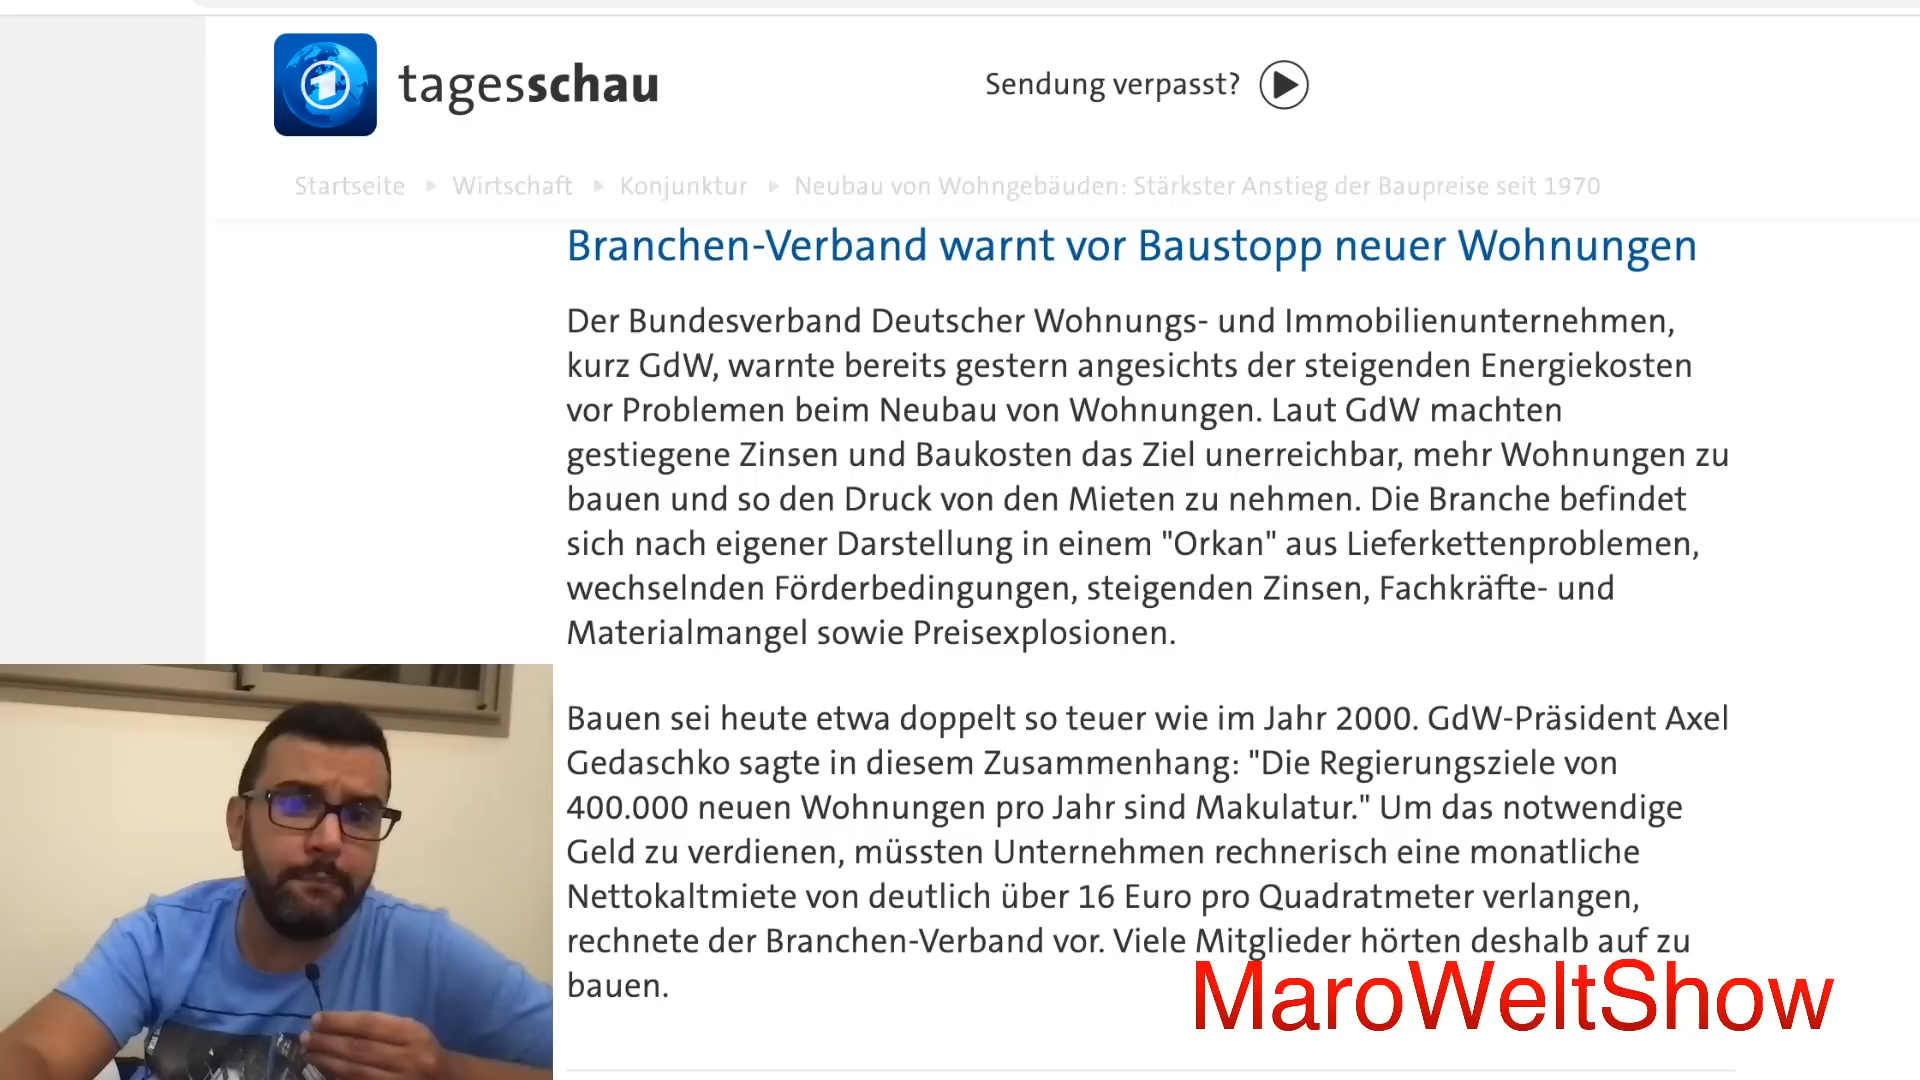 tagesschau
Sendung verpasst?
Startseite Wirtschaft Konjunktur Neubau von Wohngebäuden: Stärkster Anstieg der Baupreise seit 1970
Branchen-Verband warnt vor Baustopp neuer Wohnungen
Der Bundesverband Deutscher Wohnungs- und Immobilienunternehmen,
kurz GdW, warnte bereits gestern angesichts der steigenden Energiekosten
vor Problemen beim Neubau von Wohnungen. Laut GdW machten
gestiegene Zinsen und Baukosten das Ziel unerreichbar, mehr Wohnungen zu
bauen und so den Druck von den Mieten zu nehmen. Die Branche befindet
sich nach eigener Darstellung in einem "Orkan" aus Lieferkettenproblemen,
wechselnden Förderbedingungen, steigenden Zinsen, Fachkräfte- und
Materialmangel sowie Preisexplosionen.
Bauen sei heute etwa doppelt so teuer wie im Jahr 2000. GdW-Präsident Axel
Gedaschko sagte in diesem Zusammenhang: "Die Regierungsziele von
400.000 neuen Wohnungen pro Jahr sind Makulatur." Um das notwendige
Geld zu verdienen, müssten Unternehmen rechnerisch eine monatliche
Nettokaltmiete von deutlich über 16 Euro pro Quadratmeter verlangen,
rechnete der Branchen-Verband vor. Viele Mitglieder hörten deshalb auf zu
bauen.
MaroWeltShow